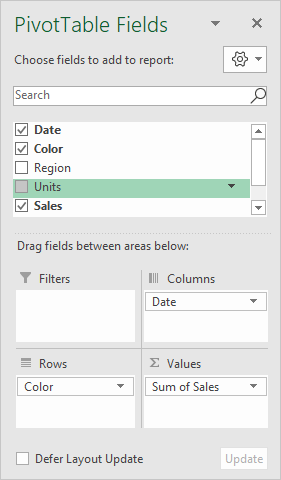 PivotTable Fields
Choose fields to add to report:
Search
Date
Color
Region
Units
Sales
Drag fields between areas below:
Filters
Columns
Date
Rows
Σ Values
Color
Sum of Sales
Defer Layout Update
Update